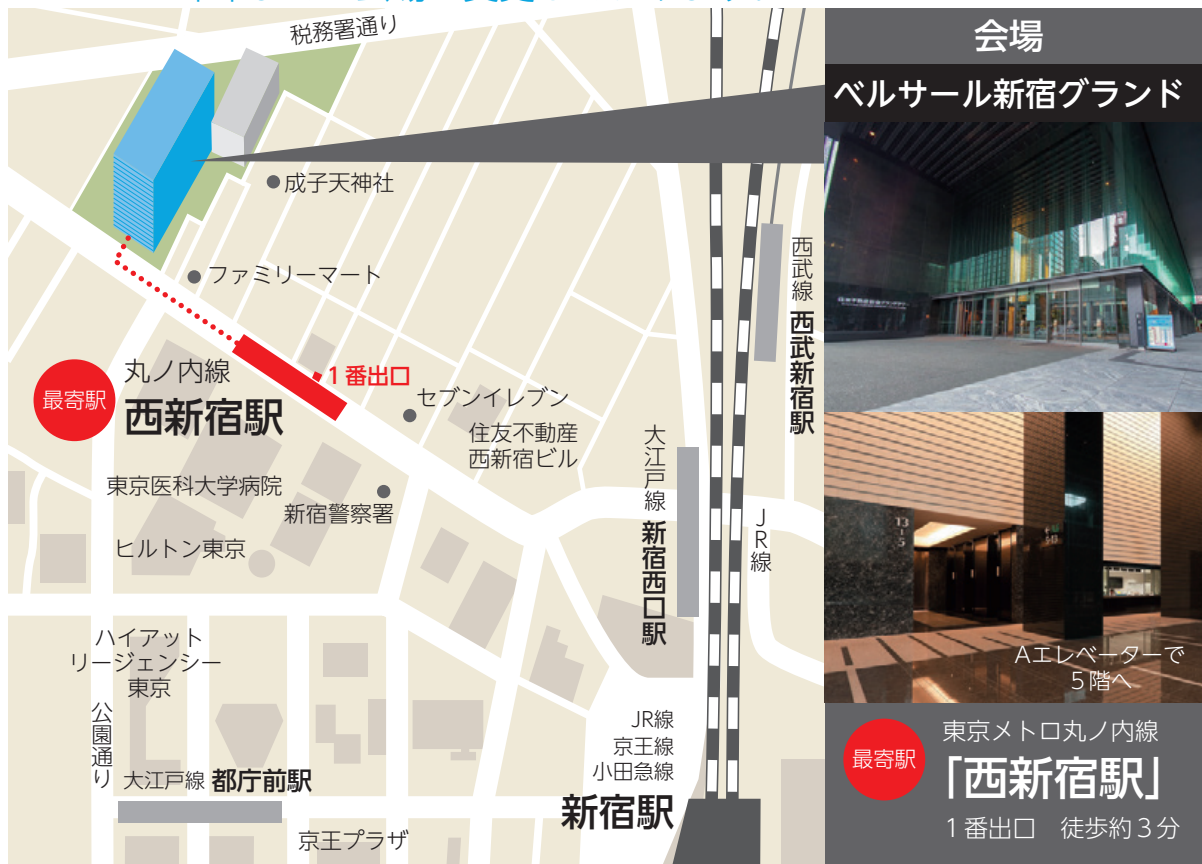 税務署通り
成子天神社
ファミリーマート
最寄駅
丸ノ内線
西新宿駅
1番出口
セブンイレブン
住友不動産
西新宿ビル
東京医科大学病院
新宿警察署
ヒルトン東京
ハイアット
リージェンシー
東京
公園通り
大江戸線 都庁前駅
京王プラザ
西武線 西武新宿駅
大江戸線 新宿西口駅
JR線
JR線
京王線
小田急線
新宿駅
会場
ベルサール新宿グランド
13
5
Aエレベーターで
5階へ
最寄駅
東京メトロ丸ノ内線
「西新宿駅」
1番出口 徒歩約3分